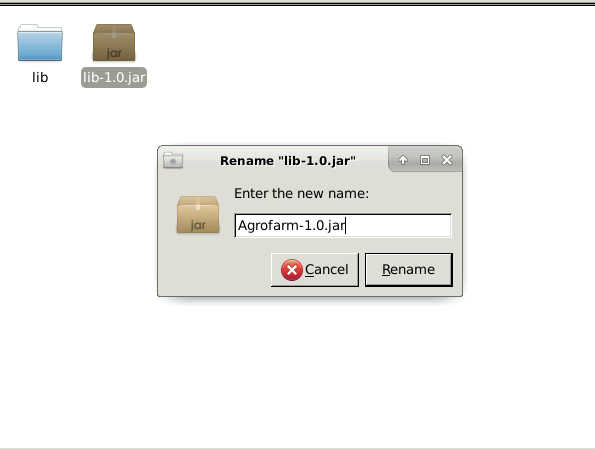 jar
lib
lib-1.0.jar
Rename "lib-1.0.jar"
Enter the new name:
jar
Agrofarm-1.0.jar
Cancel
Rename